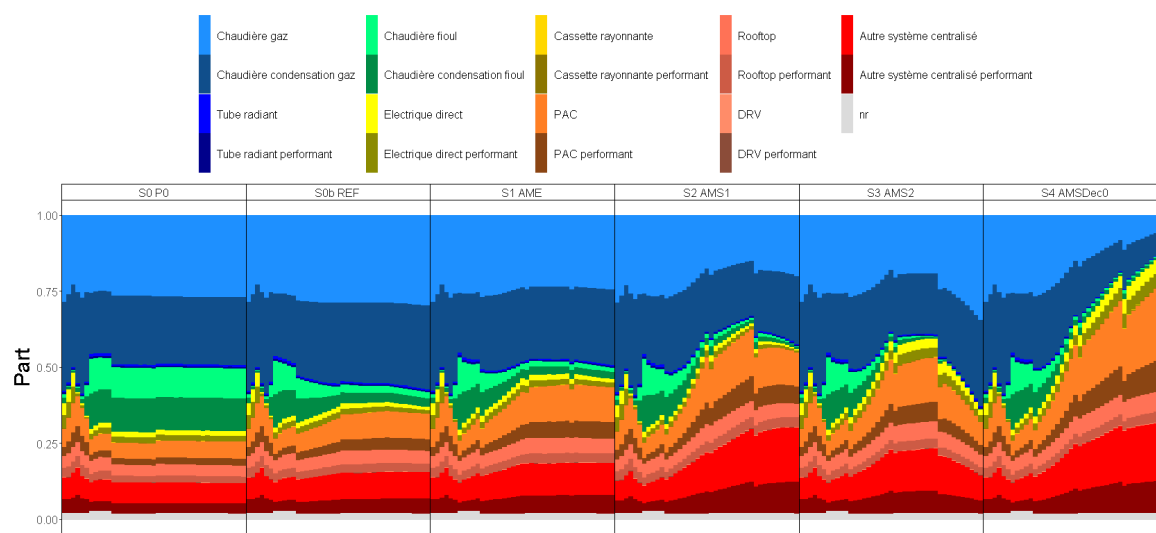 Chaudière gaz
Chaudière fioul
Cassette rayonnante
Rooftop
Autre système centralisé
Chaudière condensation gaz
Chaudière condensation fioul
Cassette rayonnante performant
Rooftop performant
Autre système centralisé performant
Tube radiant
Electrique direct
PAC
DRV
nr
Tube radiant performant
Electrique direct performant
PAC performant
DRV performant
S0 P0
S0b REF
S1 AME
S2 AMS1
S3 AMS2
S4 AMSDec0
1.00
0.75
0.50
0.25
0.00
Part